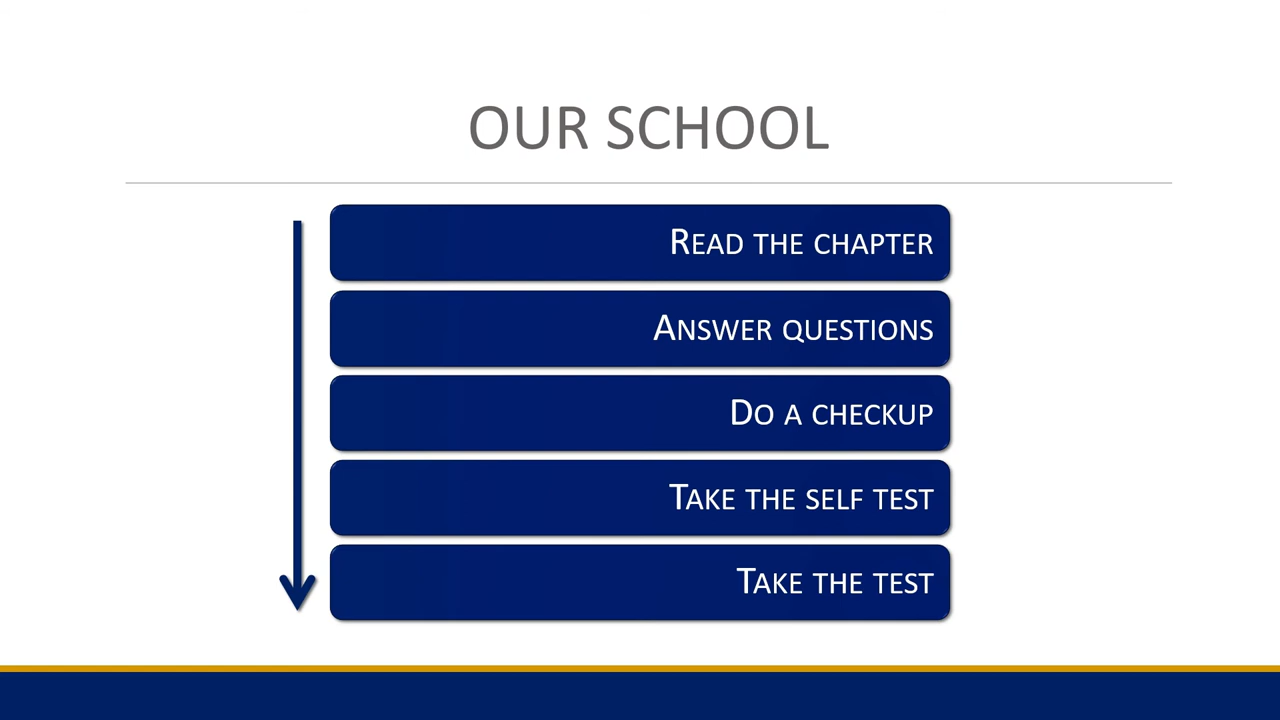 OUR SCHOOL
READ THE CHAPTER
ANSWER QUESTIONS
DO A CHECKUP
TAKE THE SELF TEST
TAKE THE TEST